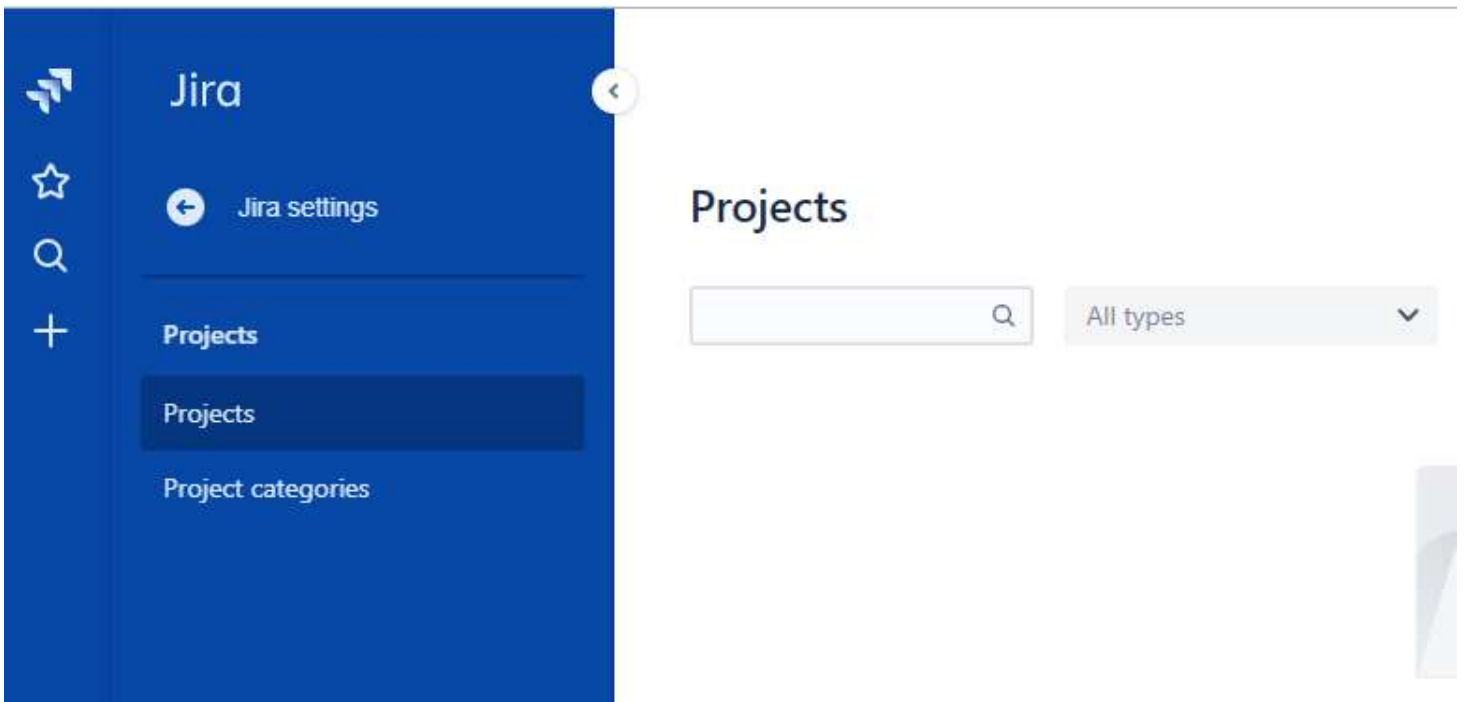 Jira
Jira settings
Projects
Projects
Project categories
Projects
All types